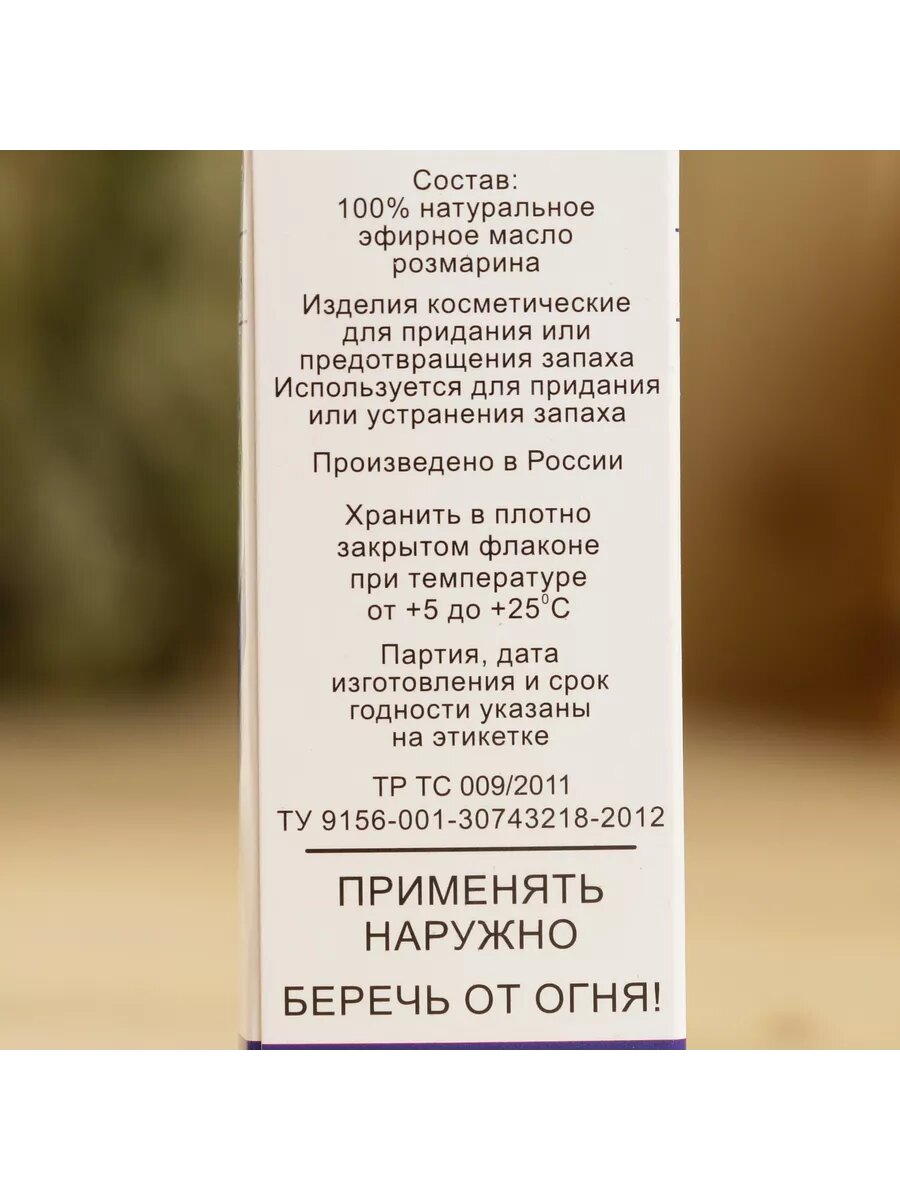 Состав:
100% натуральное
эфирное масло
розмарина
Изделия косметические
для придания или
предотвращения запаха
Используется для придания
или устранения запаха
Произведено в России
Хранить в плотно
закрытом флаконе
при температуре
от +5 до +25⁰С
Партия, дата
изготовления и срок
годности указаны
на этикетке
ТР ТС 009/2011
ТУ 9156-001-30743218-2012
ПРИМЕНЯТЬ
НАРУЖНО
БЕРЕЧЬ ОТ ОГНЯ!